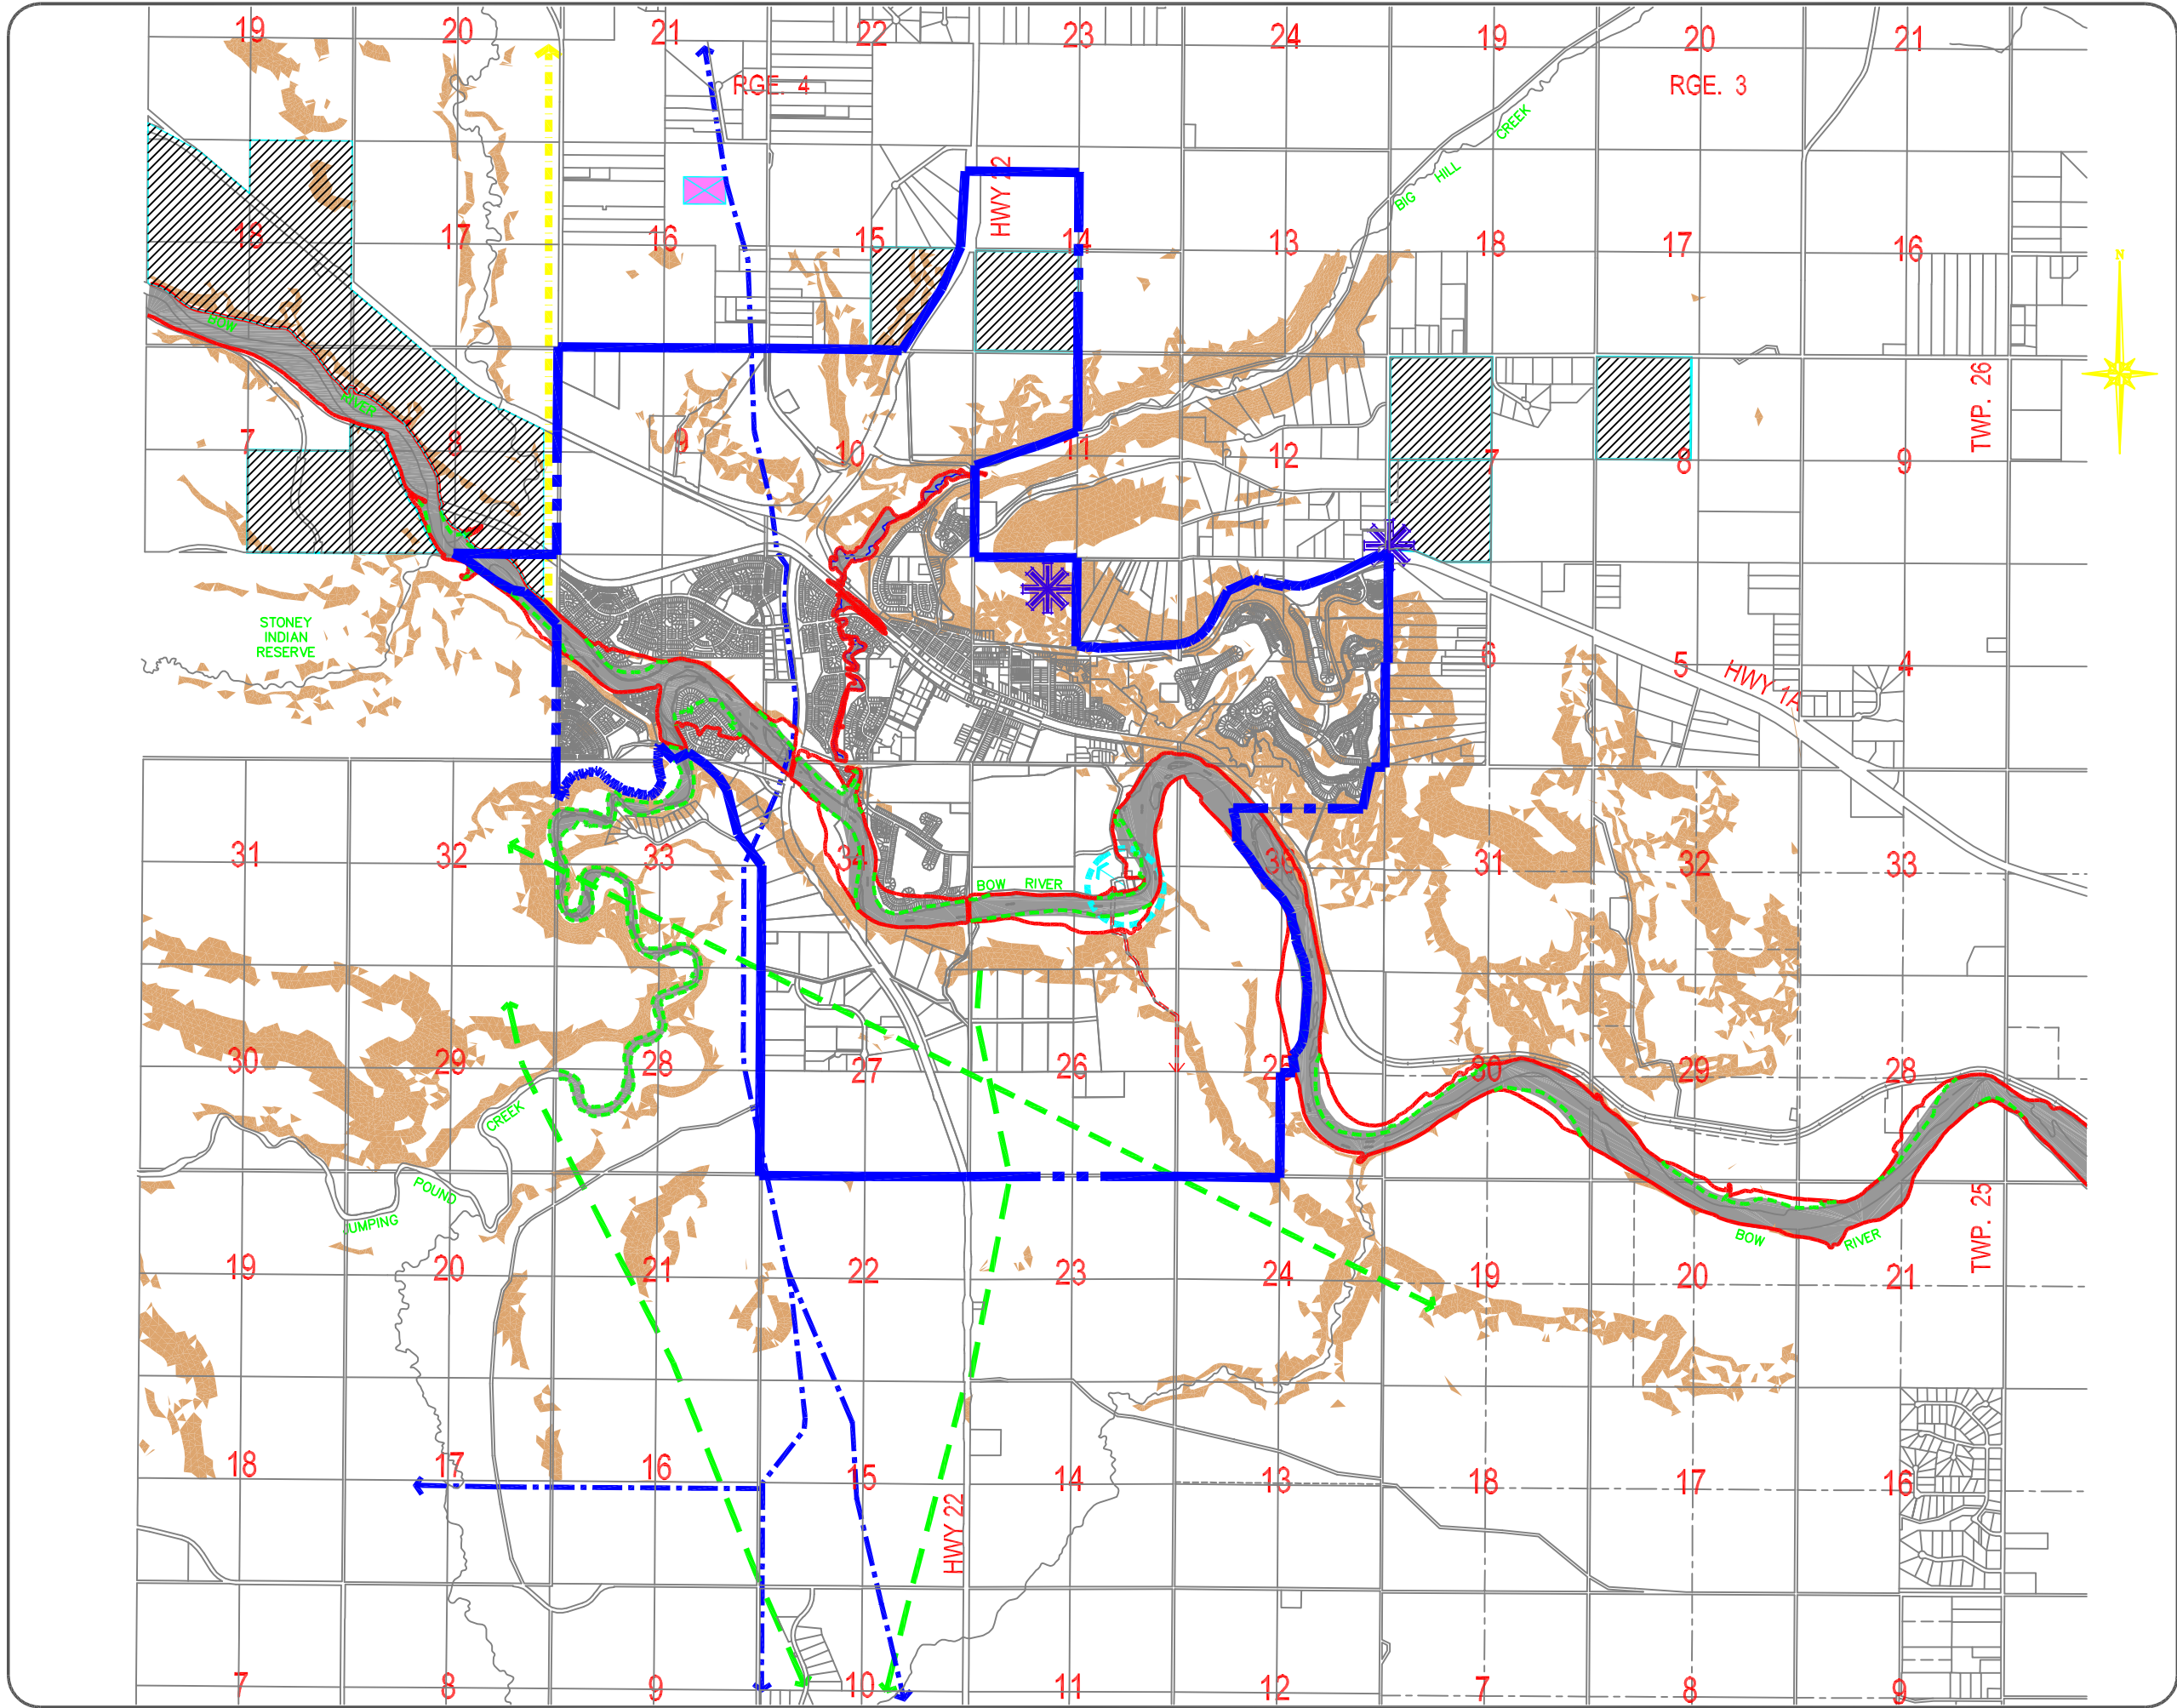 19 20 21 22 23 24 19 20 21
RGE. 4 RGE. 3
BIG HILL CREEK
N
HWY 22
18 17 16 15 14 13 18 17 16
BOW
RIVER
TWP. 26
7 8 9 10 11 12 7 8 9
STONEY
INDIAN
RESERVE
6 5 4
HWY 1A
31 32 33 34 36 31 32 33
BOW RIVER
30 29 28 27 26 25 30 29 28
CREEK
POUND
JUMPING
BOW RIVER
TWP. 25
19 20 21 22 23 24 19 20 21
18 17 16 15 14 13 18 17 16
HWY 22
7 8 9 10 11 12 7 8 9